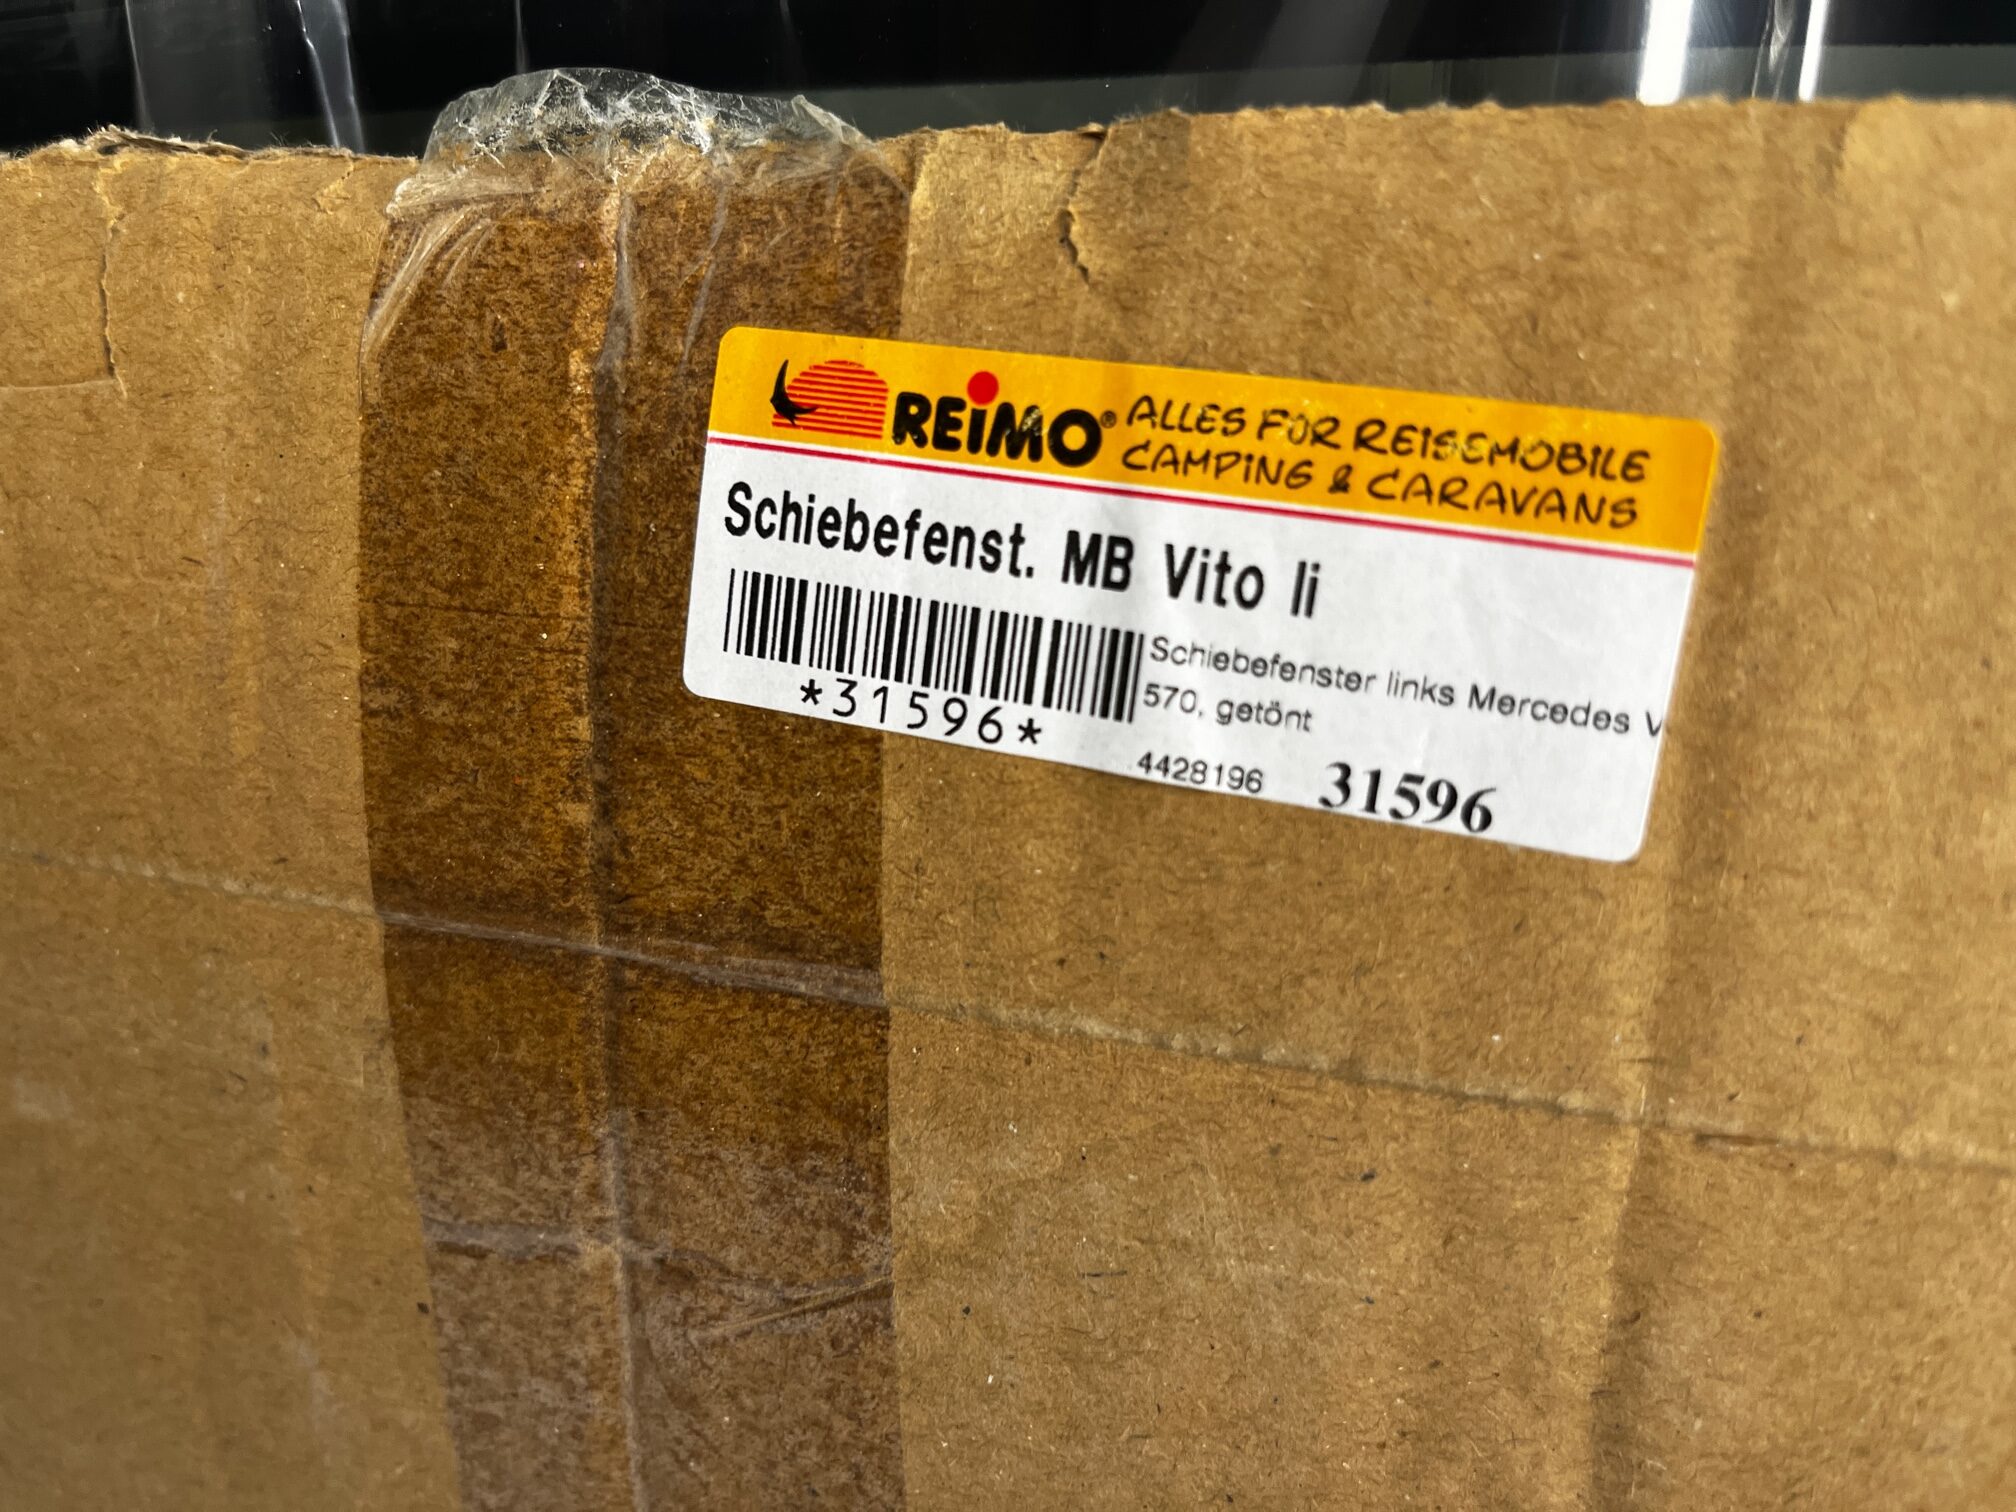 REiMO® ALLES FÜR REISEMOBILE
CAMPING & CARAVANS
Schiebefenst. MB Vito li
*31596*
Schiebefenster links Mercedes V
570, getönt
4428196 31596